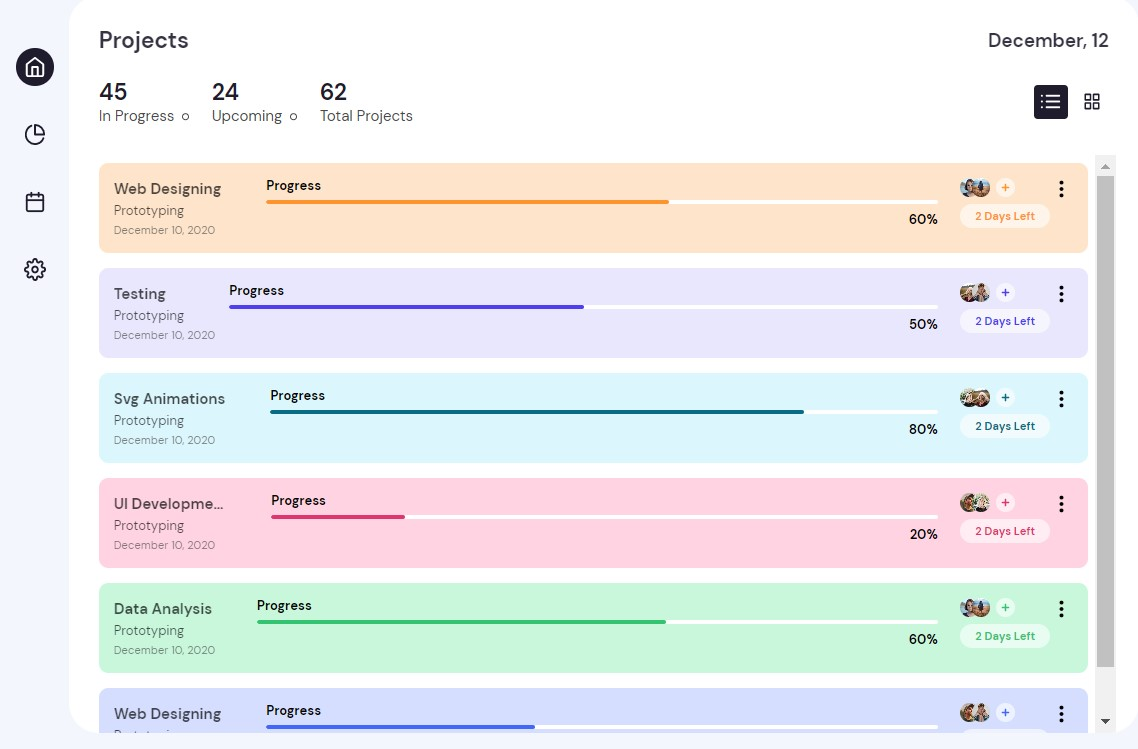 Projects
December, 12
45
In Progress
24
Upcoming
62
Total Projects
Web Designing
Prototyping
December 10, 2020
Progress
60%
2 Days Left
Testing
Prototyping
December 10, 2020
Progress
50%
2 Days Left
Svg Animations
Prototyping
December 10, 2020
Progress
80%
2 Days Left
UI Developme...
Prototyping
December 10, 2020
Progress
20%
2 Days Left
Data Analysis
Prototyping
December 10, 2020
Progress
60%
2 Days Left
Web Designing
Progress